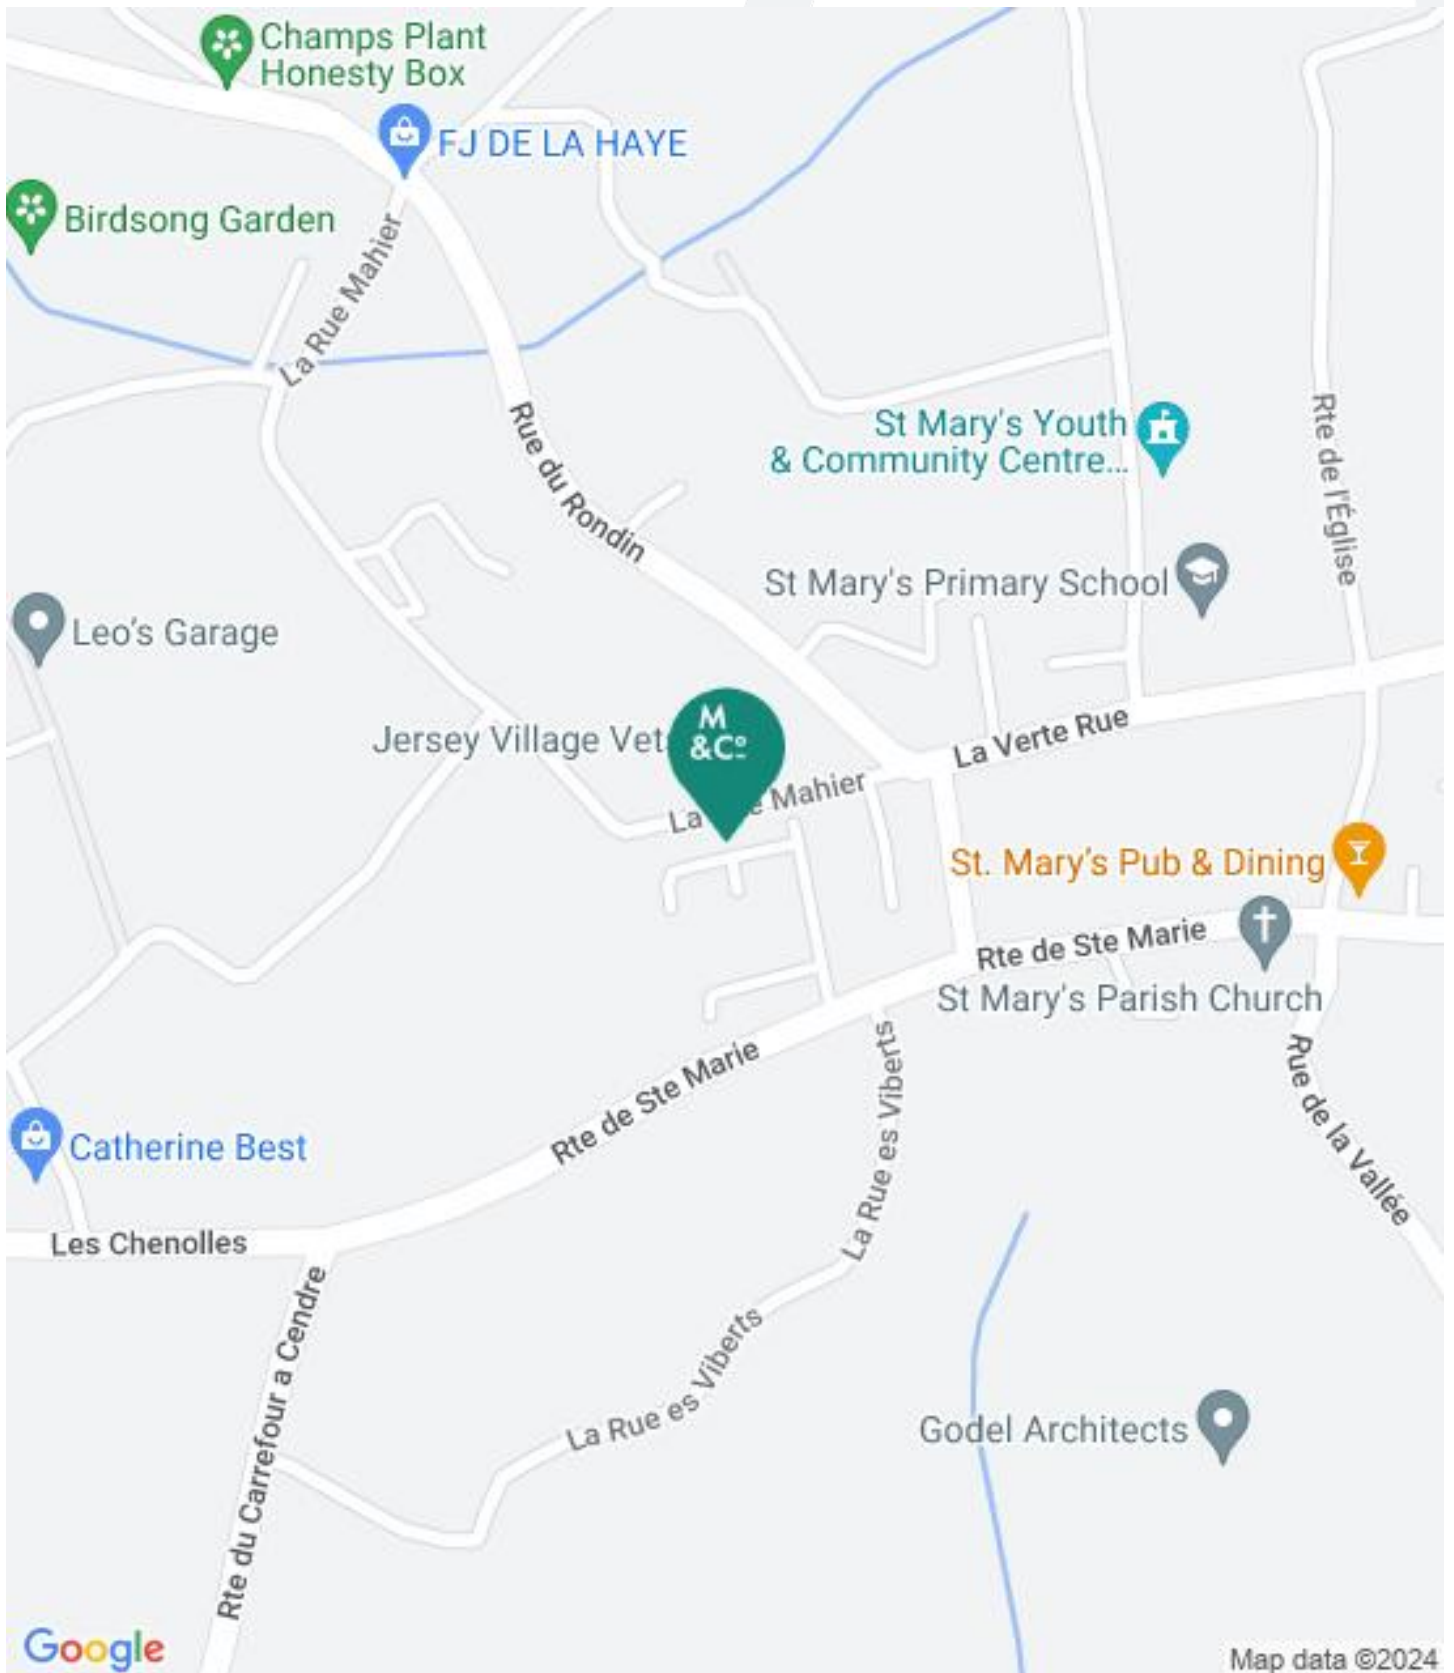 Champs Plant
Honesty Box
FJ DE LA HAYE
Birdsong Garden
La Rue Mahier
Rue du Rondin
St Mary's Youth
& Community Centre...
Rte de l'Église
St Mary's Primary School
Leo's Garage
M
&Co
Jersey Village Vet
La Verte Rue
La
Mahier
St. Mary's Pub & Dining
Rte de Ste Marie
St Mary's Parish Church
Rte de Ste Marie
La Rue es Viberts
Rue de la Vallée
Catherine Best
Les Chenolles
Rte du Carrefour a Cendre
La Rue es Viberts
Godel Architects
Google
Map data ©2024